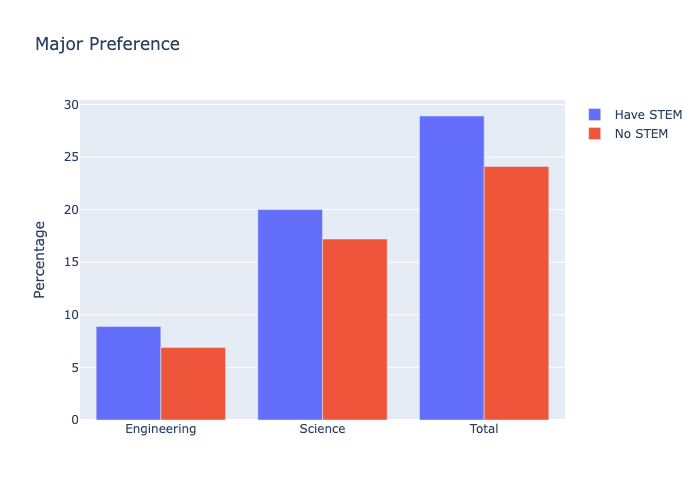 Major Preference
Have STEM
No STEM
Percentage
30
25
20
15
10
5
0
Engineering
Science
Total